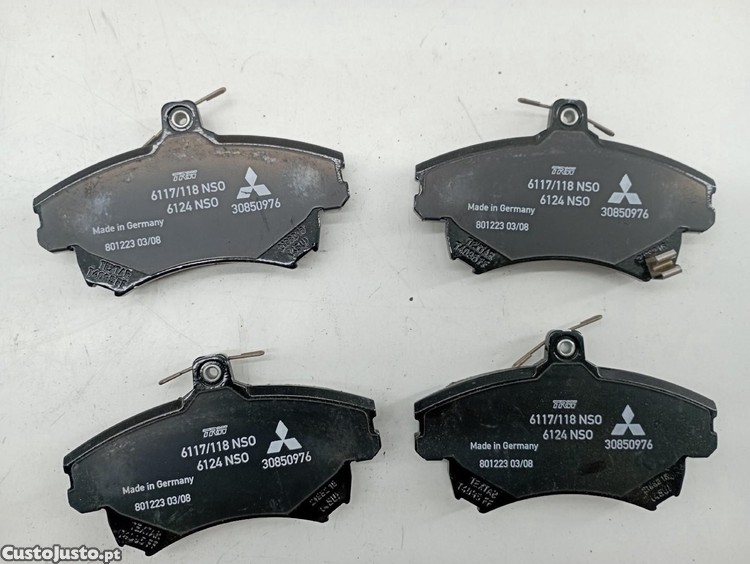 TRW
6117/118 NSO
6124 NSO
30850976
Made in Germany
801223 03/08
TRW
6117/118 NSO
6124 NSO
30850976
Made in Germany
801223 03/08
TRW
6117/118 NSO
6124 NSO
30850976
Made in Germany
801223 03/08
TRW
6117/118 NSO
6124 NSO
30850976
Made in Germany
801223 03/08
CustoJusto.pt